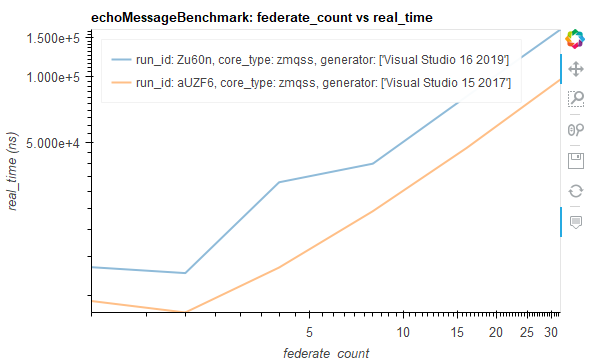 echoMessageBenchmark: federate_count vs real_time
run_id: Zu60n, core_type: zmqss, generator: ['Visual Studio 16 2019']
run_id: aUZF6, core_type: zmqss, generator: ['Visual Studio 15 2017']
1.500e+5
1.000e+5
5.000e+4
real_time (ns)
5 10 15 20 25 30
federate_count